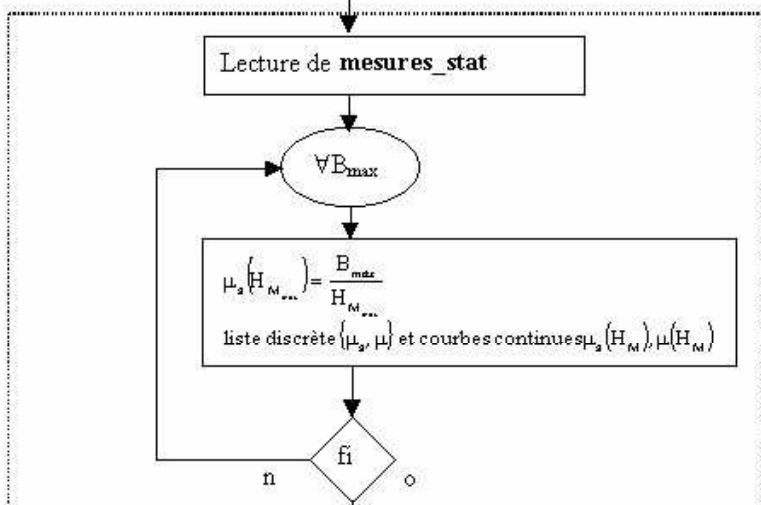 Lecture de mesures_stat
∀B_max
μ_a(H_M_max) = B_max / H_M_max
liste discrète {μ_a, μ} et courbes continues μ_a(H_M), μ(H_M)
fi
n o